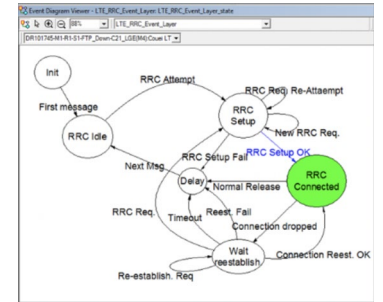 Event Diagram Viewer - LTE_RRC_Event_Layer: LTE_RRC_Event_Layer_state
88%
LTE_RRC_Event_Layer
DR101745-M1-R1-S1-FTP_Down-C21_LGE(M4):Couer LT
Init
RRC Attempt
RRC Req. Re-Attaempt
First message
RRC
Setup
RRC Idle
New RRC Req.
RRC Setup OK
RRC Setup Fail
Next Msg
RRC
Connected
Delay
Normal Release
RRC Req.
Timeout
Reest. Fail
Connection dropped
Wait
reestablish
Connection Reest. OK
Re-establish. Req